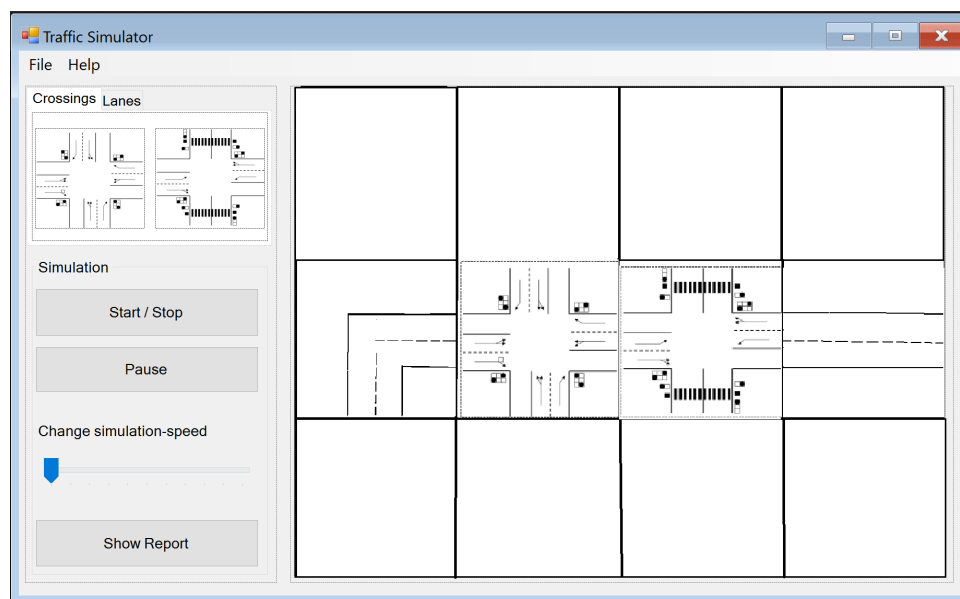 Traffic Simulator
File Help
Crossings Lanes
Simulation
Start / Stop
Pause
Change simulation-speed
Show Report